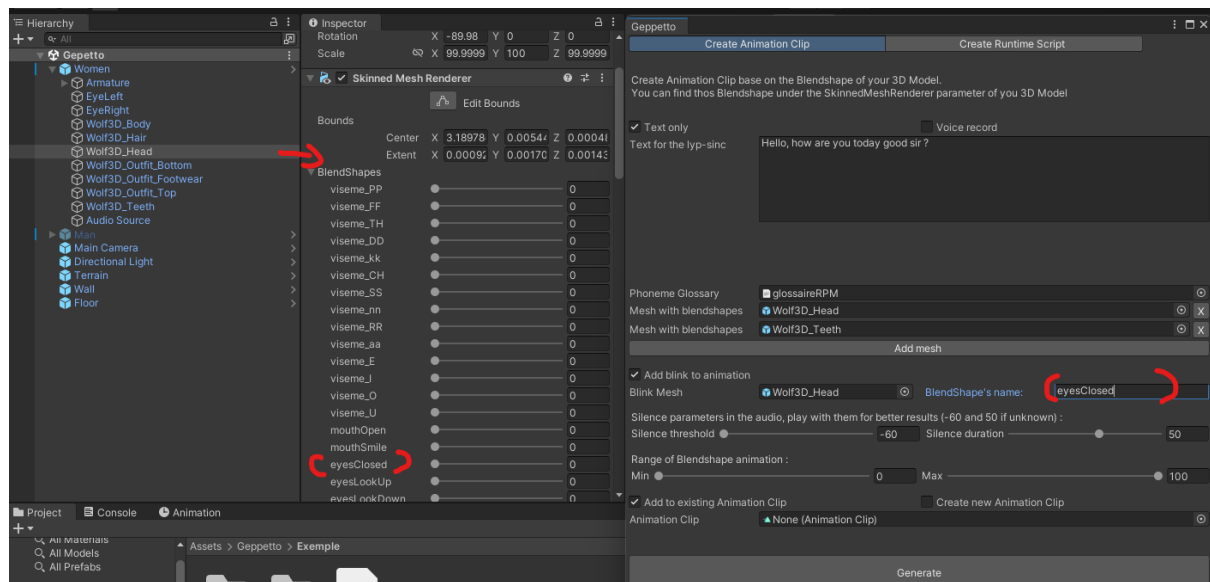 Hierarchy
All
Gepetto
Women
Armature
EyeLeft
EyeRight
Wolf3D_Body
Wolf3D_Hair
Wolf3D_Head
Wolf3D_Outfit_Bottom
Wolf3D_Outfit_Footwear
Wolf3D_Outfit_Top
Wolf3D_Teeth
Audio Source
Man
Main Camera
Directional Light
Terrain
Wall
Floor
Inspector
Rotation X -89.98 Y 0 Z 0
Scale X 99.9999 Y 100 Z 99.9999
Skinned Mesh Renderer
Edit Bounds
Bounds
Center X 3.18978 Y 0.00544 Z 0.00048
Extent X 0.00092 Y 0.00170 Z 0.00143
BlendShapes
viseme_PP 0
viseme_FF 0
viseme_TH 0
viseme_DD 0
viseme_kk 0
viseme_CH 0
viseme_SS 0
viseme_nn 0
viseme_RR 0
viseme_aa 0
viseme_E 0
viseme_I 0
viseme_O 0
viseme_U 0
mouthOpen 0
mouthSmile 0
eyesClosed 0
eyesLookUp 0
eyesLookDown 0
Geppetto
Create Animation Clip Create Runtime Script
Create Animation Clip base on the Blendshape of your 3D Model.
You can find thos Blendshape under the SkinnedMeshRenderer parameter of you 3D Model
Text only Voice record
Text for the lyp-sinc Hello, how are you today good sir ?
Phoneme Glossary glossaireRPM
Mesh with blendshapes Wolf3D_Head X
Mesh with blendshapes Wolf3D_Teeth X
Add mesh
Add blink to animation
Blink Mesh Wolf3D_Head BlendShape's name: eyesClosed
Silence parameters in the audio, play with them for better results (-60 and 50 if unknown) :
Silence threshold -60 Silence duration 50
Range of Blendshape animation :
Min 0 Max 100
Add to existing Animation Clip Create new Animation Clip
Animation Clip None (Animation Clip)
Generate
Project Console Animation
All Materials
All Models
All Prefabs
Assets > Geppetto > Exemple